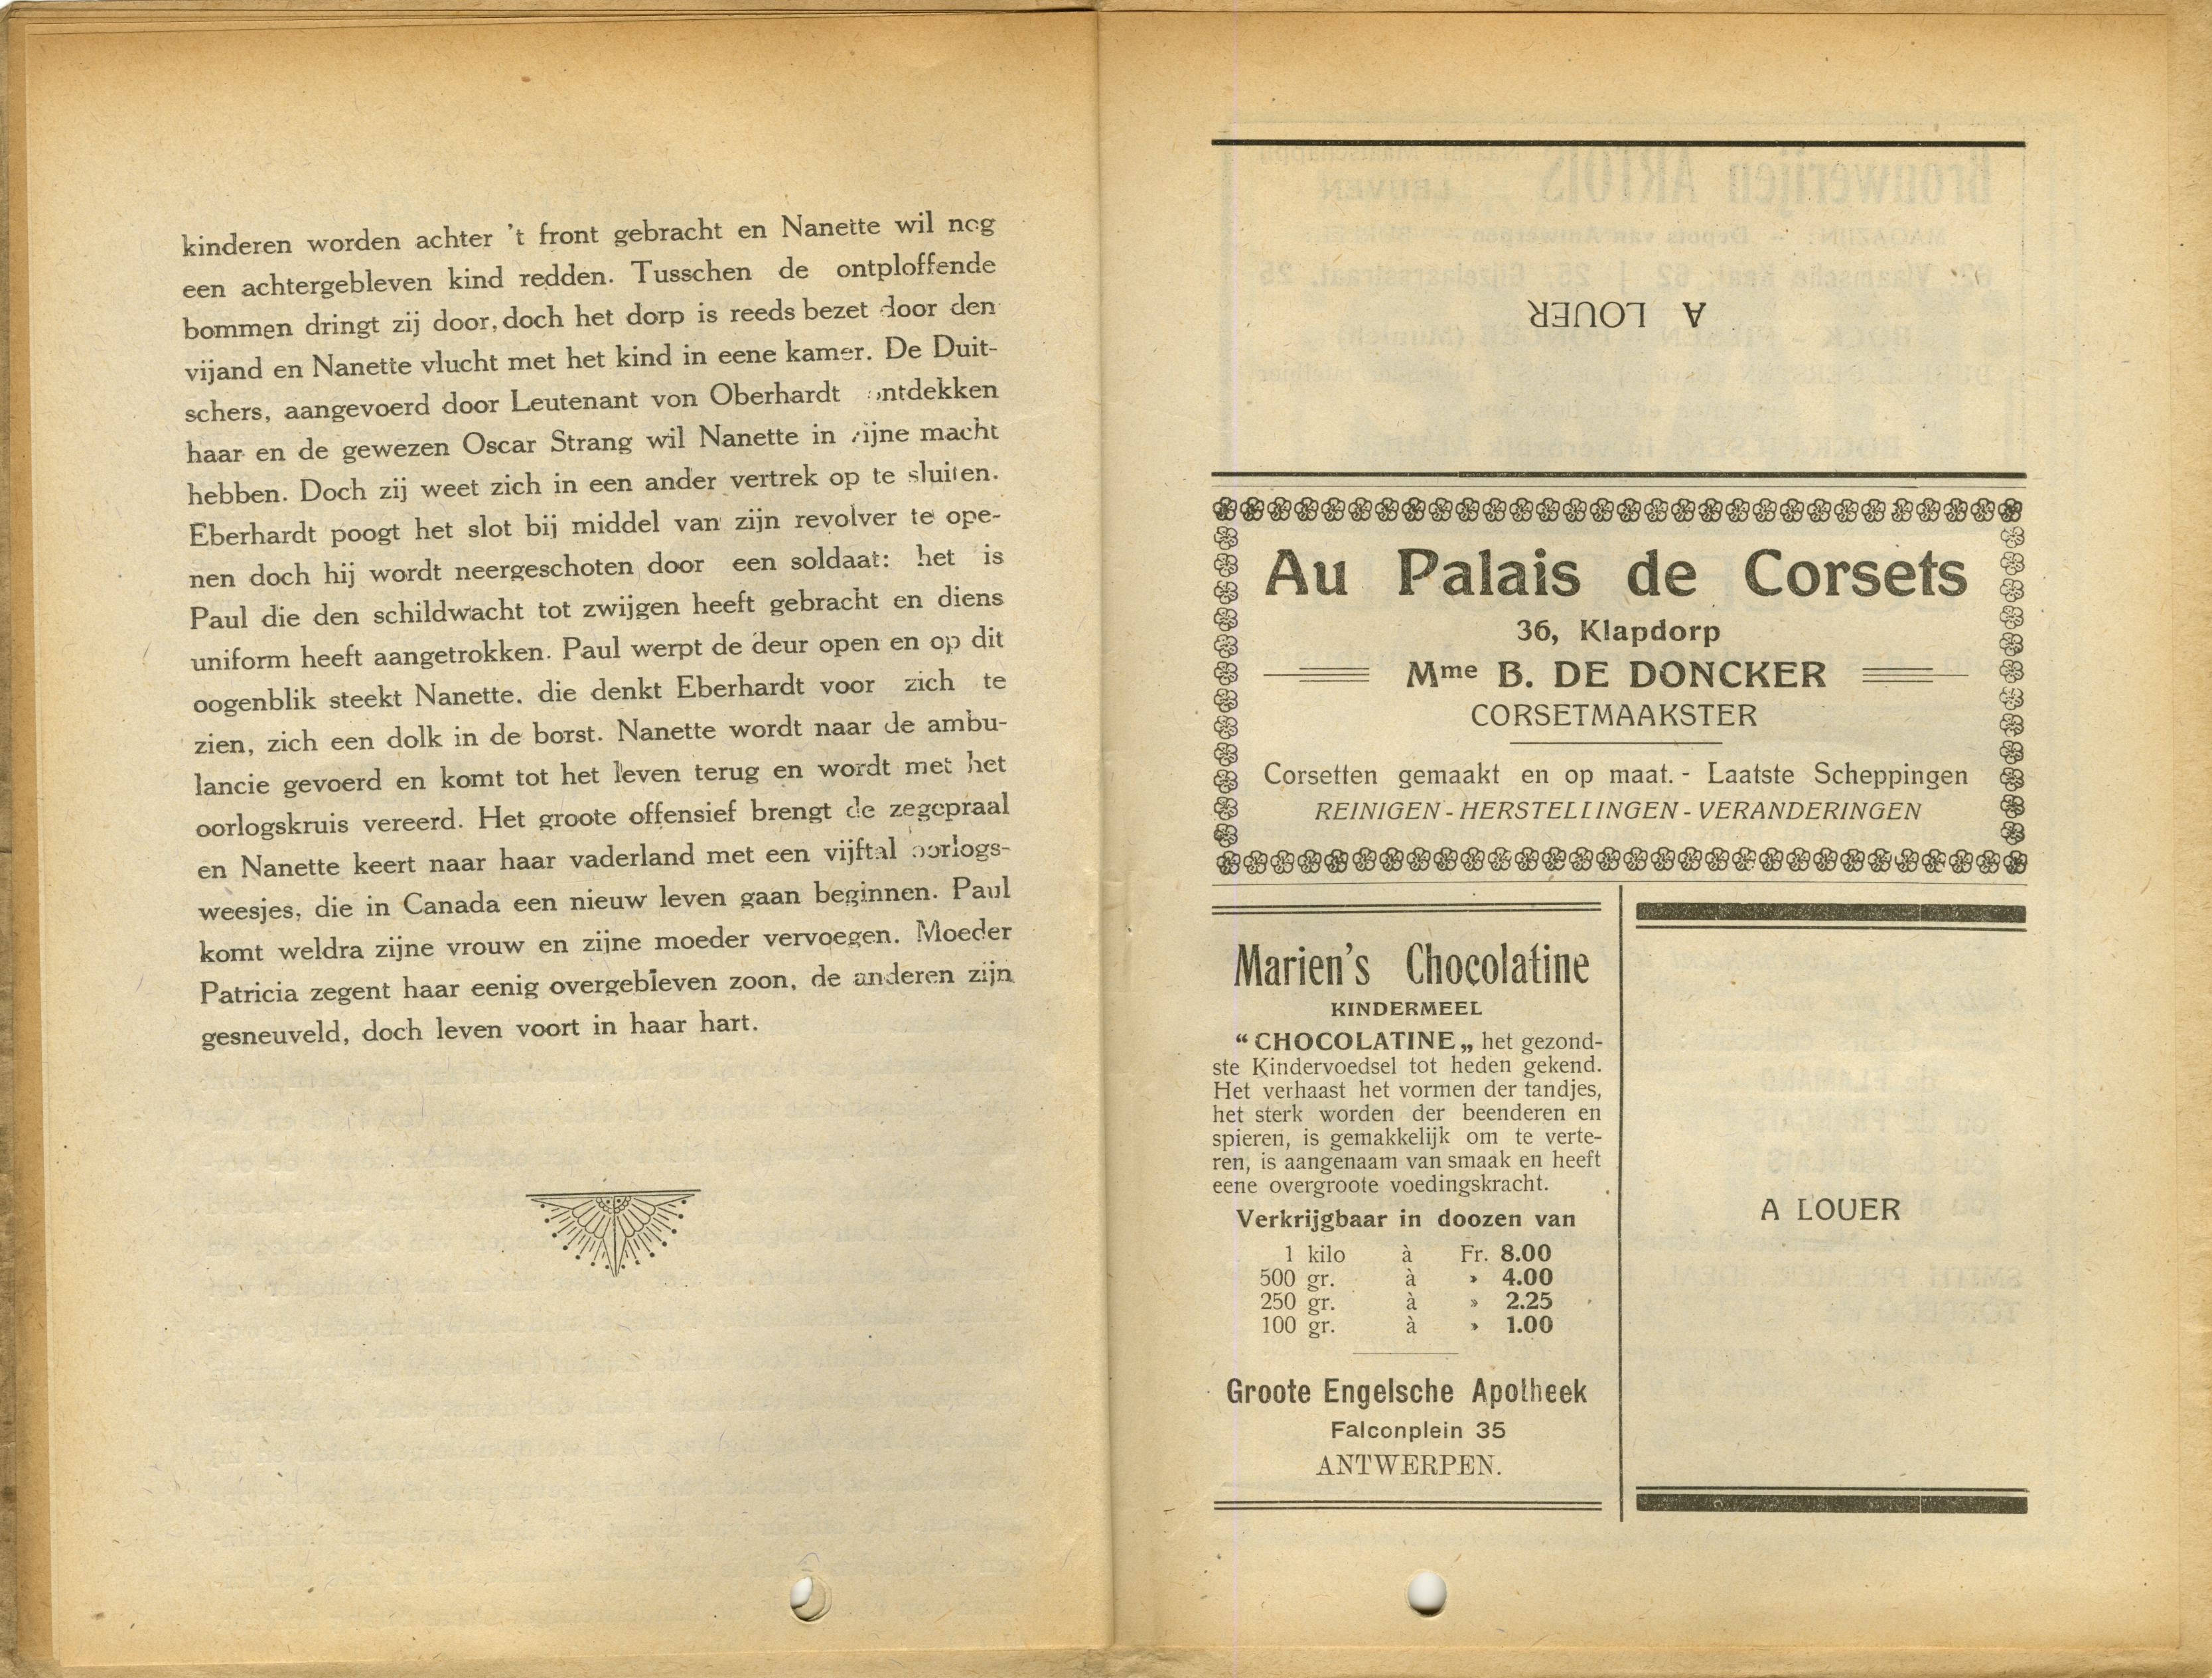 kinderen worden achter 't front gebracht en Nanette wil nog
een achtergebleven kind redden. Tusschen de ontploffende
bommen dringt zij door, doch het dorp is reeds bezet door den
vijand en Nanette vlucht met het kind in eene kamer. De Duit-
schers, aangevoerd door Leutenant von Oberhardt ontdekken
haar en de gewezen Oscar Strang wil Nanette in zijne macht
hebben. Doch zij weet zich in een ander vertrek op te sluiten.
Eberhardt poogt het slot bij middel van zijn revolver te ope-
nen doch hij wordt neergeschoten door een soldaat: het is
Paul die den schildwacht tot zwijgen heeft gebracht en diens
uniform heeft aangetrokken. Paul werpt de deur open en op dit
oogenblik steekt Nanette, die denkt Eberhardt voor zich te
zien, zich een dolk in de borst. Nanette wordt naar de ambu-
lancie gevoerd en komt tot het leven terug en wordt met het
oorlogskruis vereerd. Het groote offensief brengt de zegepraal
en Nanette keert naar haar vaderland met een vijftal oorlogs-
weesjes, die in Canada een nieuw leven gaan beginnen. Paul
komt weldra zijne vrouw en zijne moeder vervoegen. Moeder
Patricia zegent haar eenig overgebleven zoon, de anderen zijn
gesneuveld, doch leven voort in haar hart.
A LOUER
Au Palais de Corsets
36, Klapdorp
Mme B. DE DONCKER
CORSETMAAKSTER
Corsetten gemaakt en op maat. - Laatste Scheppingen
REINIGEN - HERSTELLINGEN - VERANDERINGEN
Marien's Chocolatine
KINDERMEEL
“ CHOCOLATINE „ het gezond-
ste Kindervoedsel tot heden gekend.
Het verhaast het vormen der tandjes,
het sterk worden der beenderen en
spieren, is gemakkelijk om te verte-
ren, is aangenaam van smaak en heeft
eene overgroote voedingskracht.
Verkrijgbaar in doozen van
1 kilo à Fr. 8.00
500 gr. à » 4.00
250 gr. à » 2.25
100 gr. à » 1.00
Groote Engelsche Apotheek
Falconplein 35
ANTWERPEN.
A LOUER